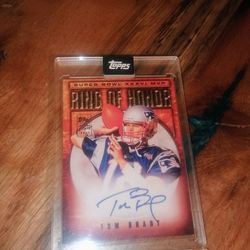 Topps
SUPER BOWL XXXVI MVP
RING OF HONOR
TOM BRADY